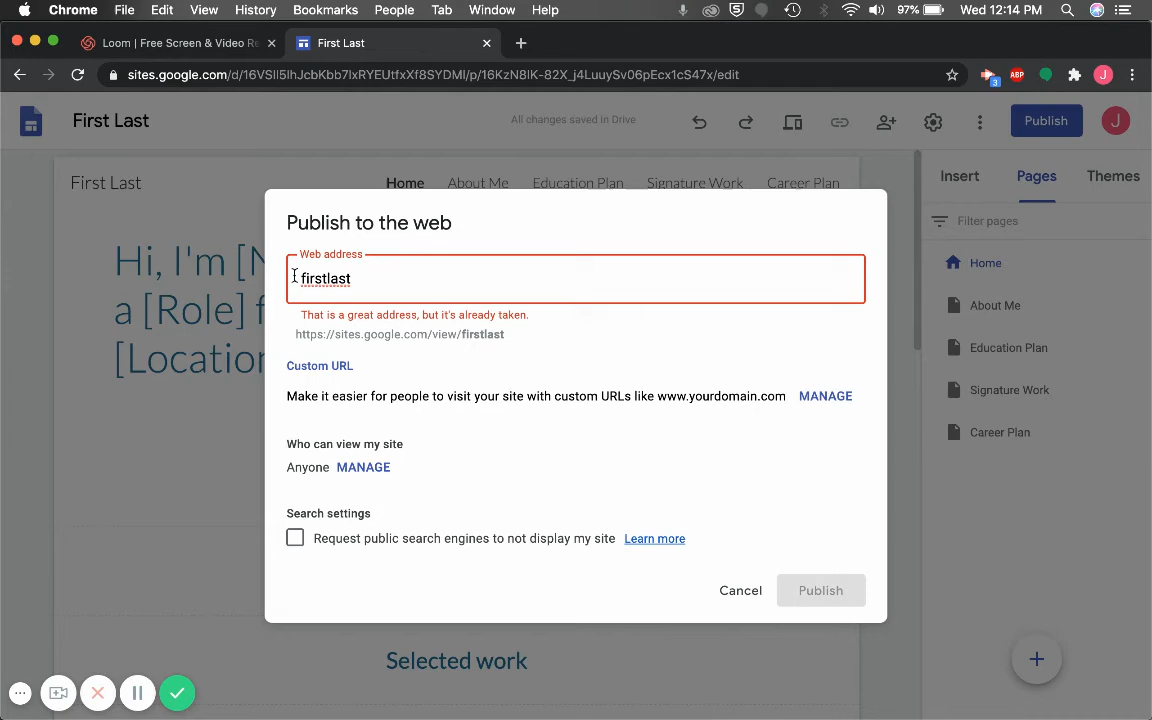 Chrome File Edit View History Bookmarks People Tab Window Help 97% Wed 12:14 PM
Loom | Free Screen & Video Re First Last
sites.google.com/d/16VSlI5lhJcbKbb7lxRYEUtfxXf8SYDMI/p/16KzN8IK-82X_j4LuuySv06pEcx1cS47x/edit 3 ABP J
First Last All changes saved in Drive Publish J
First Last Home About Me Education Plan Signature Work Career Plan
Insert Pages Themes
Filter pages
Home
About Me
Education Plan
Signature Work
Career Plan
Hi, I'm [N
a [Role] f
[Location
Publish to the web
Web address
firstlast
That is a great address, but it's already taken.
https://sites.google.com/view/firstlast
Custom URL
Make it easier for people to visit your site with custom URLs like www.yourdomain.com MANAGE
Who can view my site
Anyone MANAGE
Search settings
Request public search engines to not display my site Learn more
Cancel Publish
Selected work